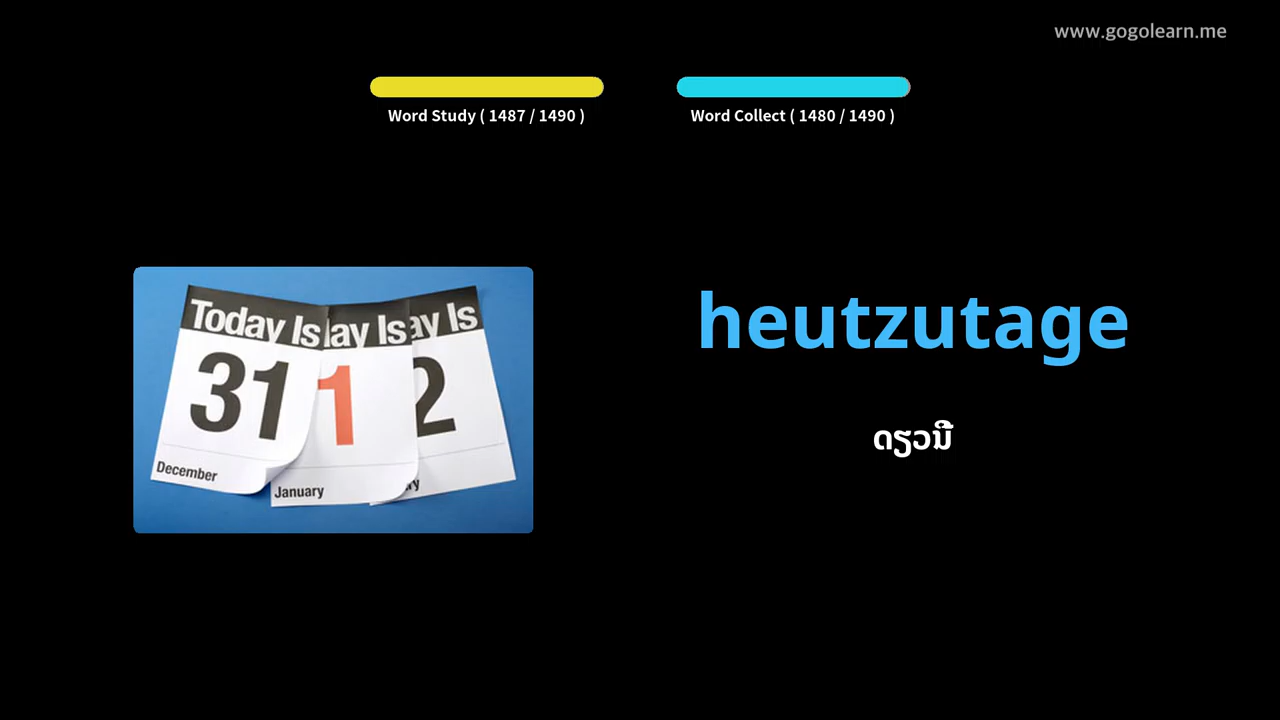 www.gogolearn.me
Word Study ( 1487 / 1490 )
Word Collect ( 1480 / 1490 )
Today Is
ay Is
ay Is
31
1
2
December
January
ry
heutzutage
ດຽວນີ້